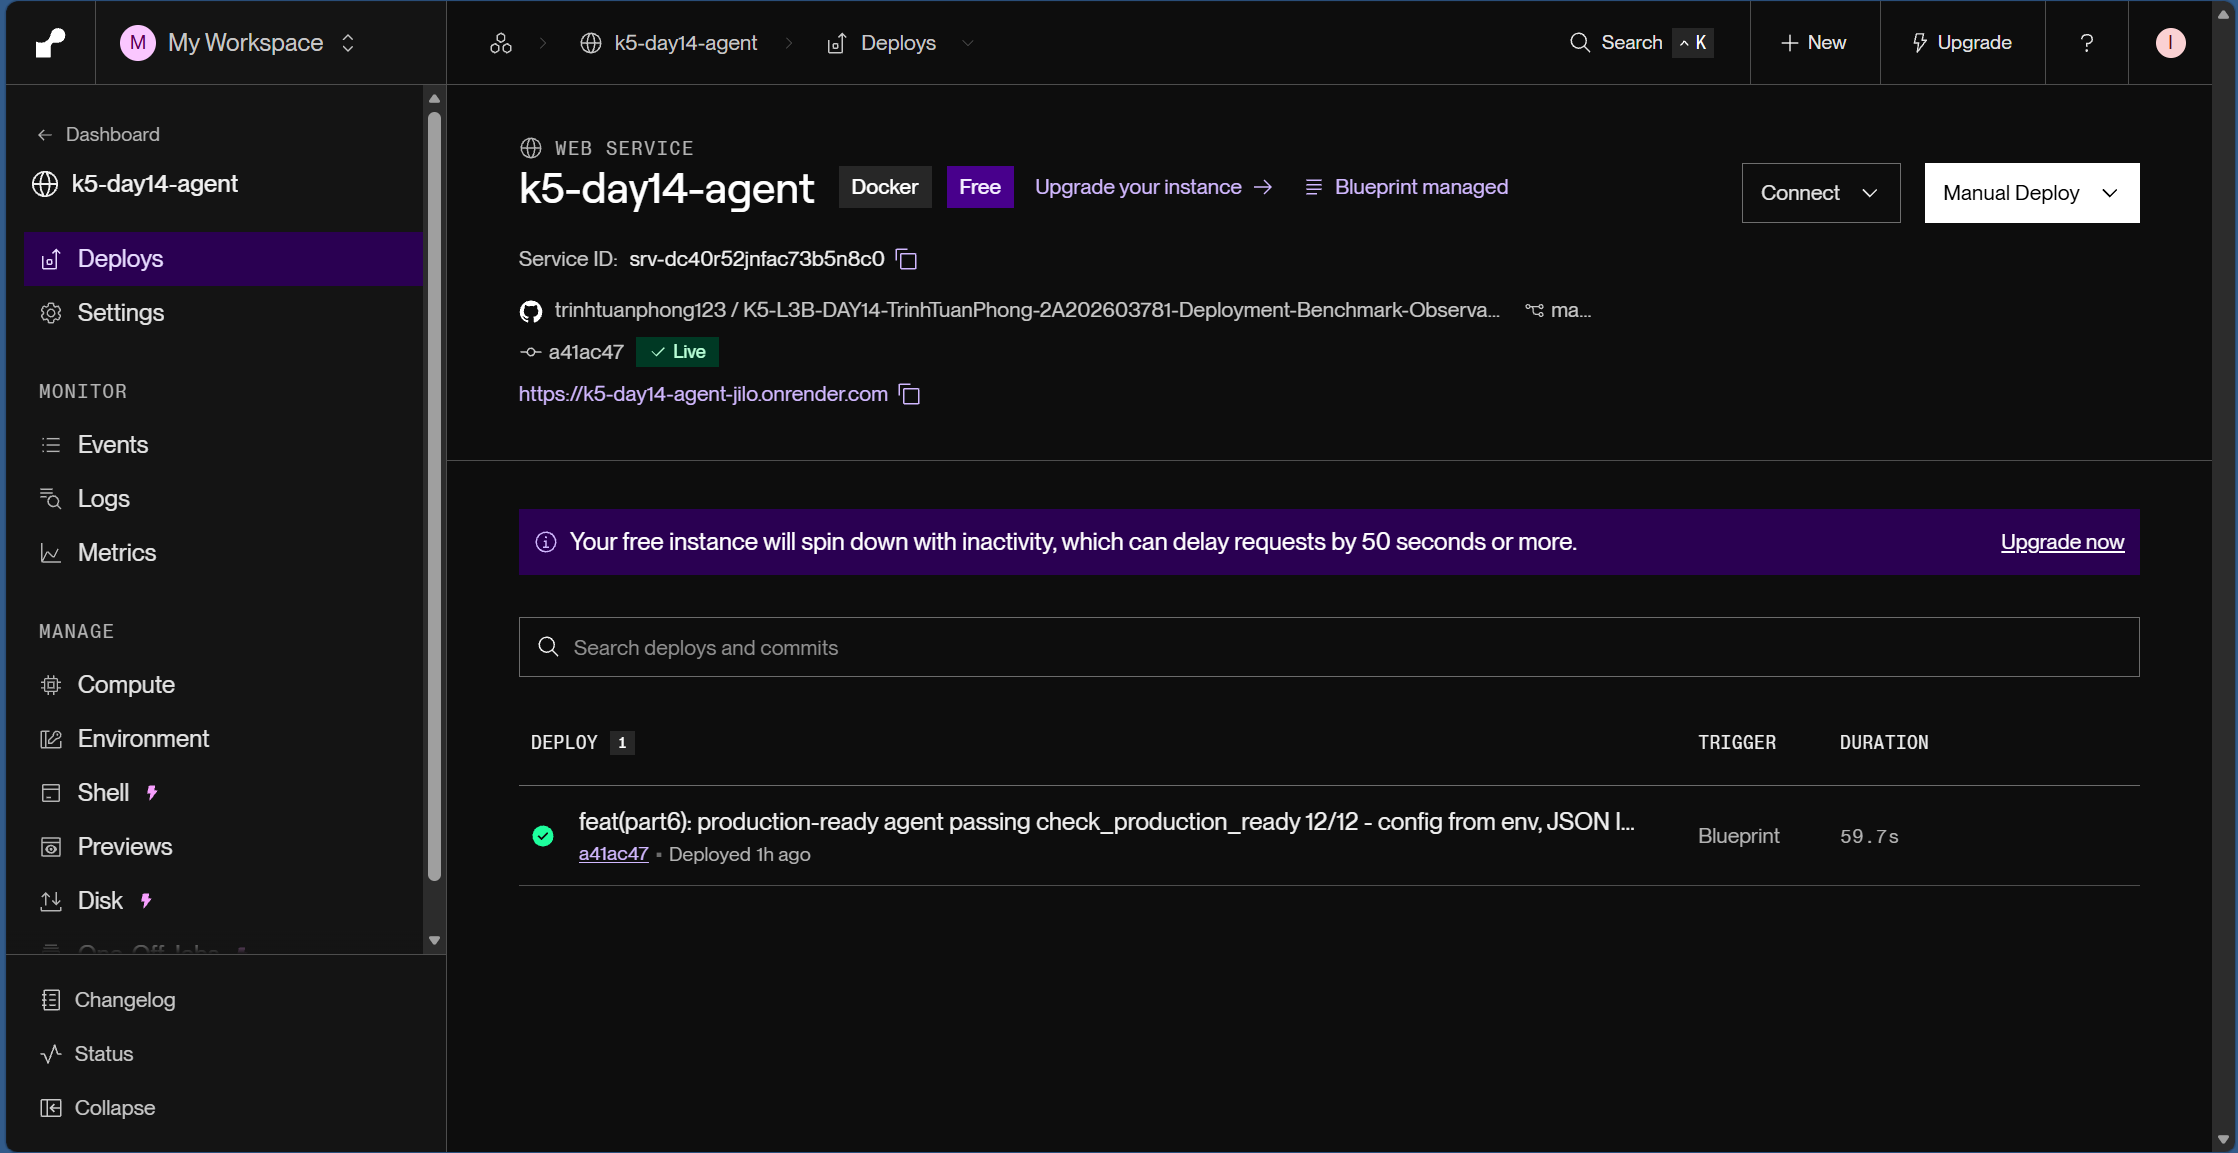 M My Workspace
k5-day14-agent
Deploys
Search ^ K
+ New
Upgrade
?
I
← Dashboard
k5-day14-agent
Deploys
Settings
MONITOR
Events
Logs
Metrics
MANAGE
Compute
Environment
Shell
Previews
Disk
One-Off Jobs
Changelog
Status
Collapse
WEB SERVICE
k5-day14-agent Docker Free Upgrade your instance → Blueprint managed
Connect
Manual Deploy
Service ID: srv-dc40r52jnfac73b5n8c0
trinhtuanphong123 / K5-L3B-DAY14-TrinhTuanPhong-2A202603781-Deployment-Benchmark-Observa... ma...
a41ac47 ✓ Live
https://k5-day14-agent-jilo.onrender.com
Your free instance will spin down with inactivity, which can delay requests by 50 seconds or more. Upgrade now
Search deploys and commits
DEPLOY 1 TRIGGER DURATION
feat(part6): production-ready agent passing check_production_ready 12/12 - config from env, JSON l...
a41ac47 ▪ Deployed 1h ago
Blueprint
59.7s